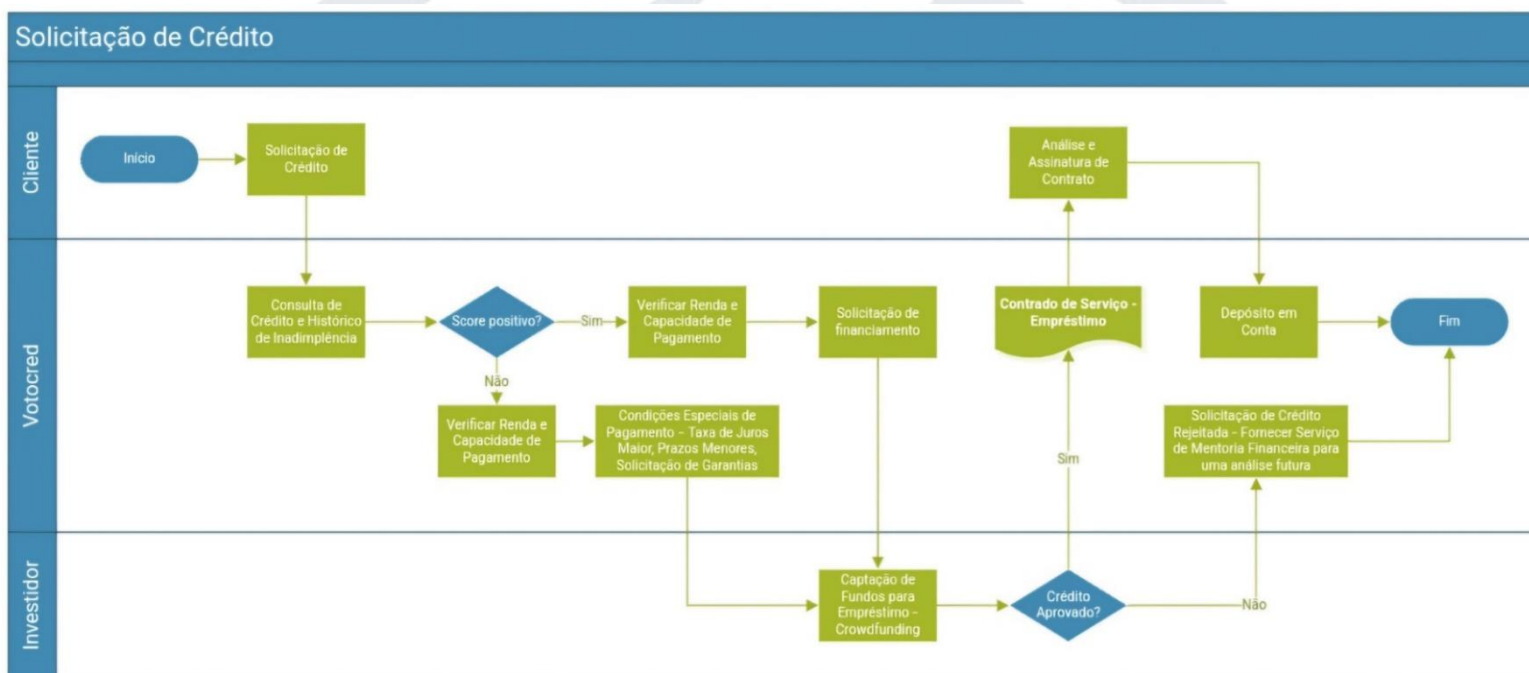 Solicitação de Crédito
Cliente
Início
Solicitação de
Crédito
Análise e
Assinatura de
Contrato
Votocred
Consulta de
Crédito e Histórico
de Inadimplência
Score positivo?
Sim
Verificar Renda e
Capacidade de
Pagamento
Solicitação de
financiamento
Contrado de Serviço -
Empréstimo
Depósito em
Conta
Fim
Não
Verificar Renda e
Capacidade de
Pagamento
Condições Especiais de
Pagamento – Taxa de Juros
Maior, Prazos Menores,
Solicitação de Garantias
Sim
Solicitação de Crédito
Rejeitada - Fornecer Serviço
de Mentoria Financeira para
uma análise futura
Investidor
Captação de
Fundos para
Empréstimo –
Crowdfunding
Crédito
Aprovado?
Não